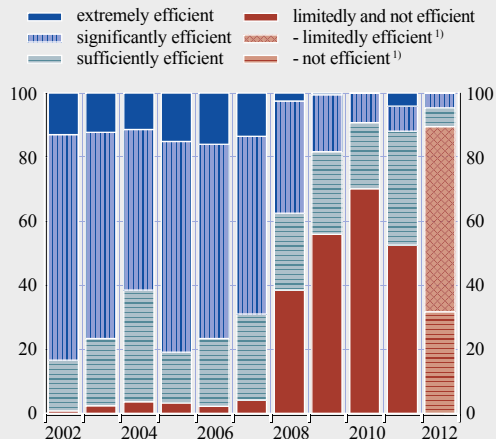 extremely efficient
significantly efficient
sufficiently efficient
limitedly and not efficient
- limitedly efficient 1)
- not efficient 1)
100 100
80 80
60 60
40 40
20 20
0 0
2002 2004 2006 2008 2010 2012